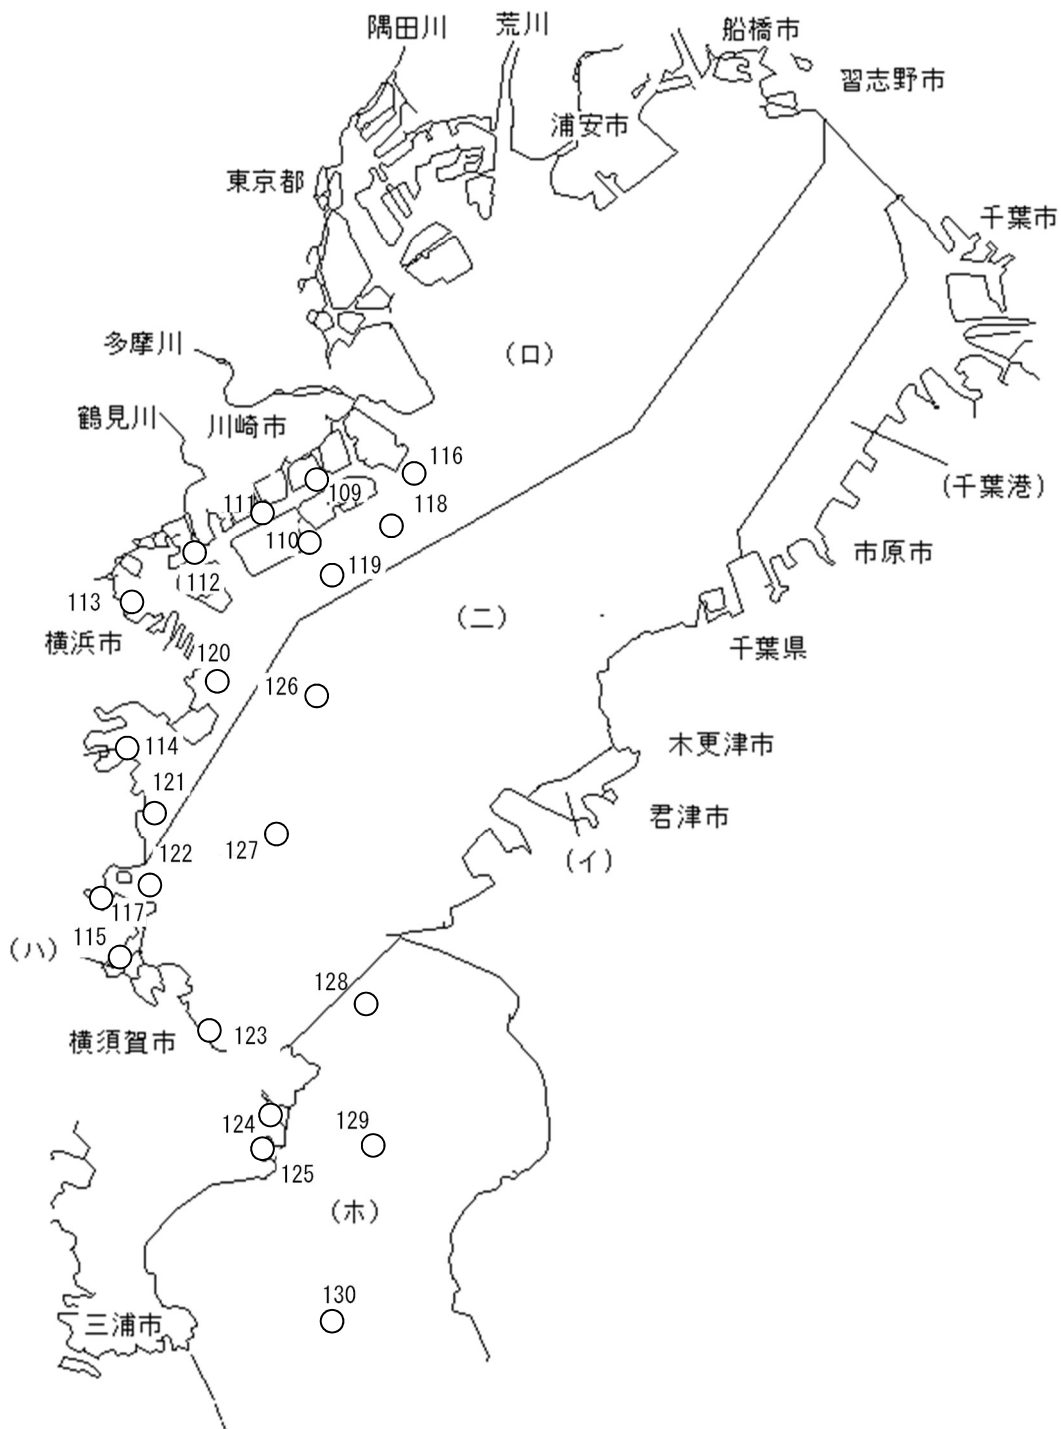 隅田川
荒川
船橋市
習志野市
浦安市
東京都
千葉市
多摩川
(ロ)
鶴見川
川崎市
116
109
(千葉港)
111
118
110
市原市
119
112
113
(ニ)
横浜市
千葉県
120
126
114
木更津市
121
君津市
122
127
(イ)
117
115
(ハ)
128
横須賀市
123
124
129
125
(ホ)
130
三浦市